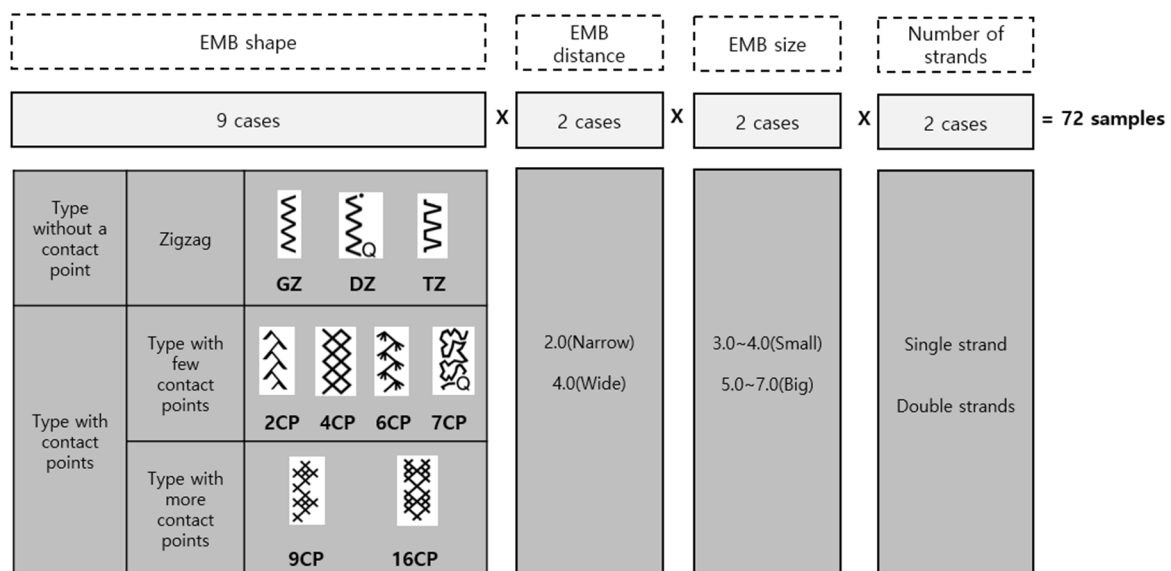 EMB shape
EMB
distance
EMB size
Number of
strands
9 cases
X
2 cases
X
2 cases
X
2 cases
= 72 samples
Type
without a
contact
point
Zigzag
Q
GZ
DZ
TZ
Type with
contact
points
Type with
few
contact
points
Q
2CP
4CP
6CP
7CP
Type with
more
contact
points
9CP
16CP
2.0(Narrow)
4.0(Wide)
3.0~4.0(Small)
5.0~7.0(Big)
Single strand
Double strands